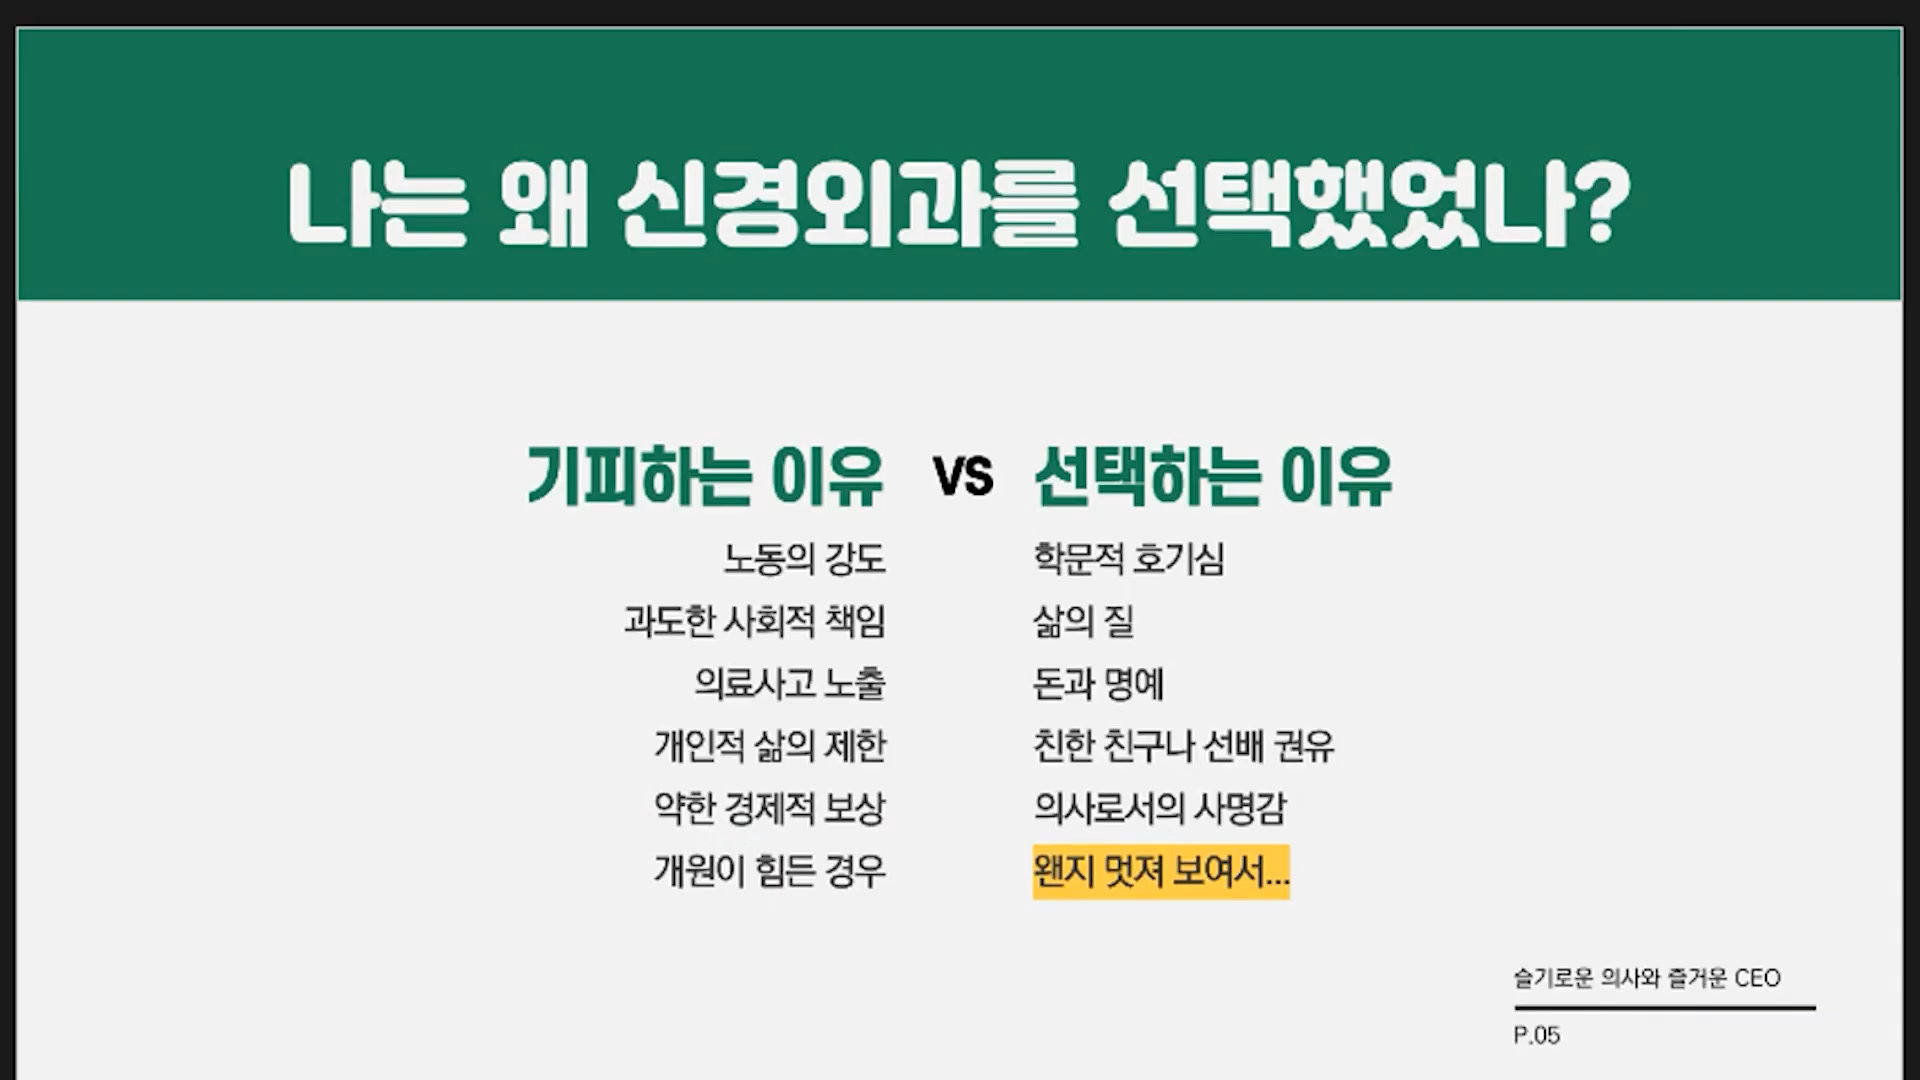 나는 왜 신경외과를 선택했었나?
기피하는 이유 VS 선택하는 이유
노동의 강도
과도한 사회적 책임
의료사고 노출
개인적 삶의 제한
약한 경제적 보상
개원이 힘든 경우
학문적 호기심
삶의 질
돈과 명예
친한 친구나 선배 권유
의사로서의 사명감
왠지 멋져 보여서...
슬기로운 의사와 즐거운 CEO
P.05